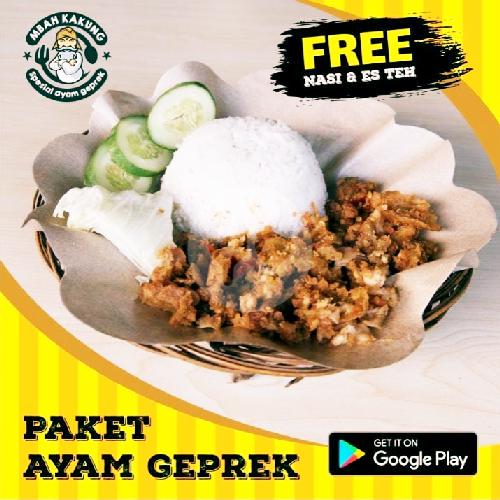 MBAH KAKUNG
spesial ayam geprek
FREE
NASI & ES TEH
PAKET
AYAM GEPREK
GET IT ON
Google Play